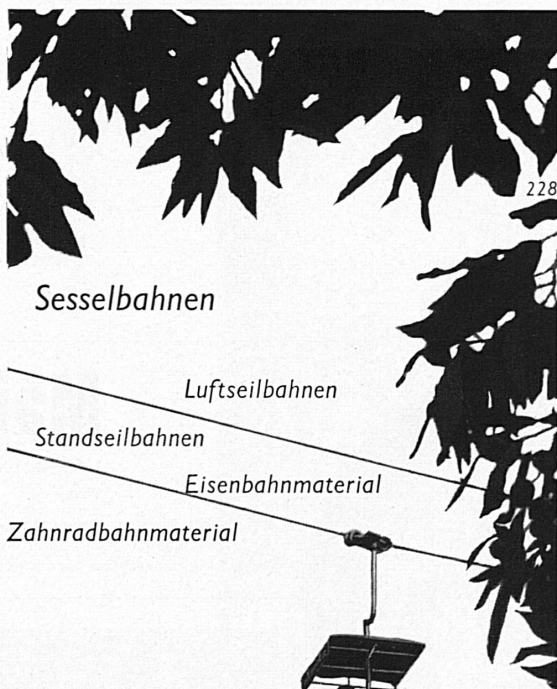 228
Sesselbahnen
Luftseilbahnen
Standseilbahnen
Eisenbahnmaterial
Zahnradbahnmaterial